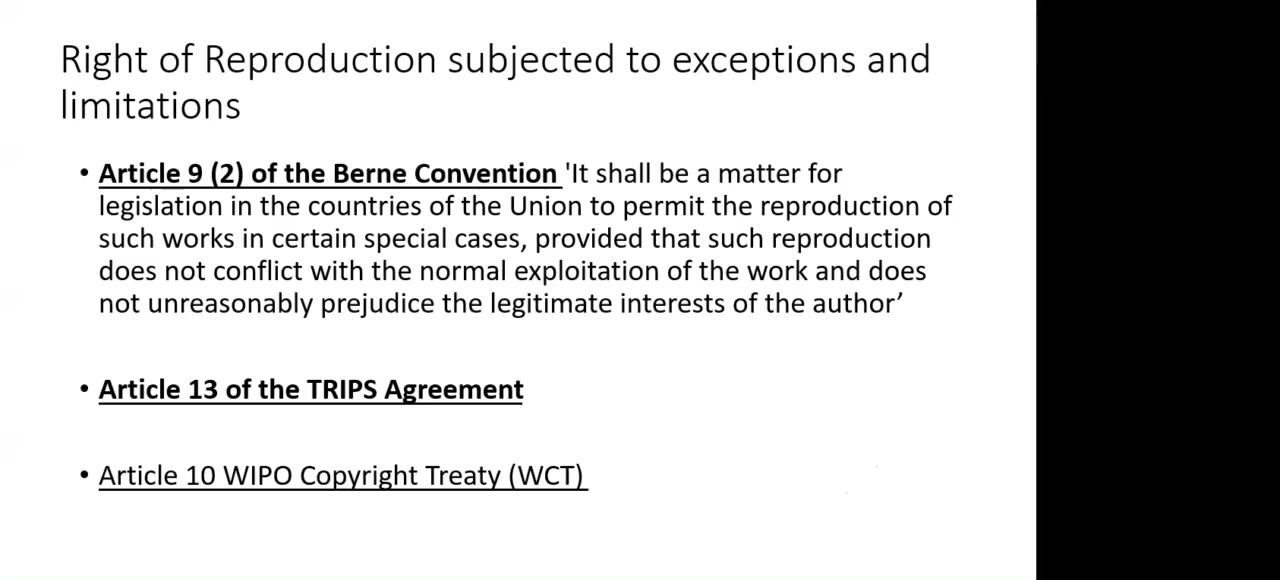 Right of Reproduction subjected to exceptions and
limitations
• Article 9 (2) of the Berne Convention 'It shall be a matter for
legislation in the countries of the Union to permit the reproduction of
such works in certain special cases, provided that such reproduction
does not conflict with the normal exploitation of the work and does
not unreasonably prejudice the legitimate interests of the author’
• Article 13 of the TRIPS Agreement
• Article 10 WIPO Copyright Treaty (WCT)